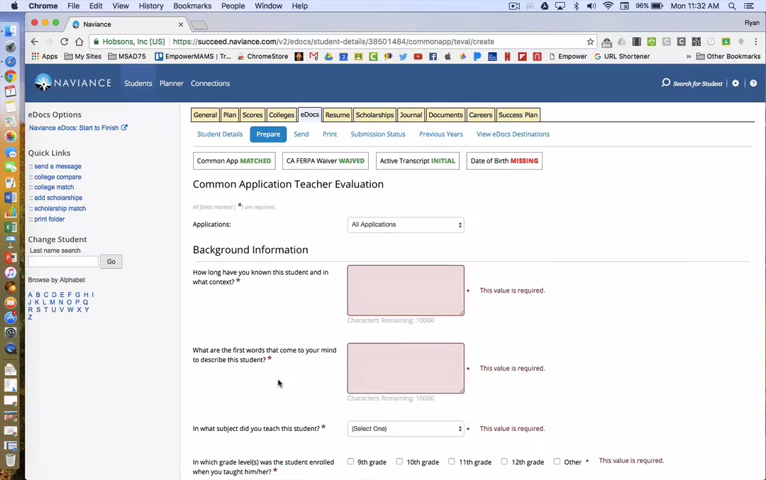 Chrome File Edit View History Bookmarks People Window Help 96% Mon 11:32 AM
Naviance
Ryan
Hobsons, Inc [US] https://succeed.naviance.com/v2/edocs/student-details/38501484/commonapp/teval/create
Apps My Sites MSAD75 EmpowerMAMS | Tr... ChromeStore Empower URL Shortener Other Bookmarks
NAVIANCE Students Planner Connections Search for Student
eDocs Options
Naviance eDocs: Start to Finish
Quick Links
:: send a message
:: college compare
:: college match
:: add scholarships
:: scholarship match
:: print folder
Change Student
Last name search
Go
Browse by Alphabet
A B C D E F G H I
J K L M N O P Q
R S T U V W X Y
Z
General Plan Scores Colleges eDocs Resume Scholarships Journal Documents Careers Success Plan
Student Details Prepare Send Print Submission Status Previous Years View eDocs Destinations
Common App MATCHED CA FERPA Waiver WAIVED Active Transcript INITIAL Date of Birth MISSING
Common Application Teacher Evaluation
All fields marked ( * ) are required.
Applications: All Applications
Background Information
How long have you known this student and in
what context? *
• This value is required.
Characters Remaining: 10000
What are the first words that come to your mind
to describe this student? *
• This value is required.
Characters Remaining: 10000
In what subject did you teach this student? * (Select One) • This value is required.
In which grade level(s) was the student enrolled
when you taught him/her? *
9th grade 10th grade 11th grade 12th grade Other • This value is required.